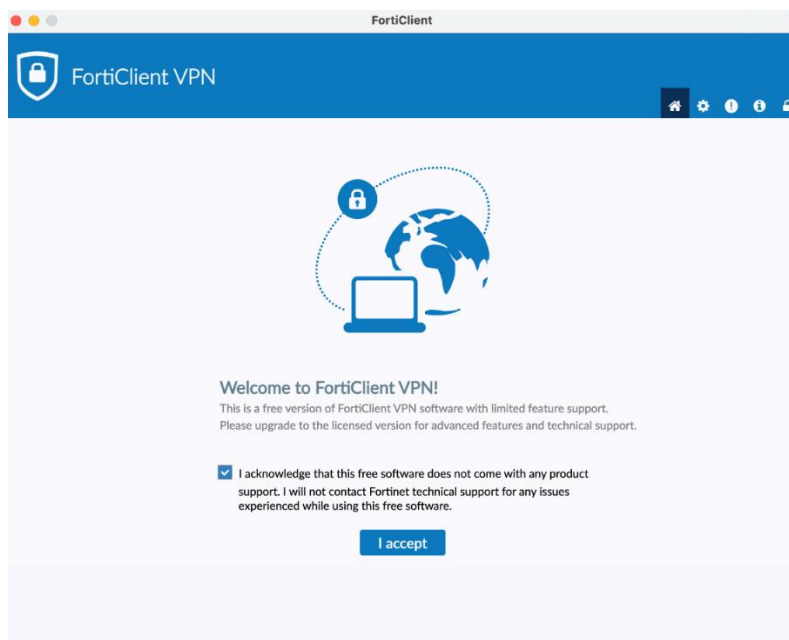 FortiClient
FortiClient VPN
Welcome to FortiClient VPN!
This is a free version of FortiClient VPN software with limited feature support.
Please upgrade to the licensed version for advanced features and technical support.
I acknowledge that this free software does not come with any product
support. I will not contact Fortinet technical support for any issues
experienced while using this free software.
I accept